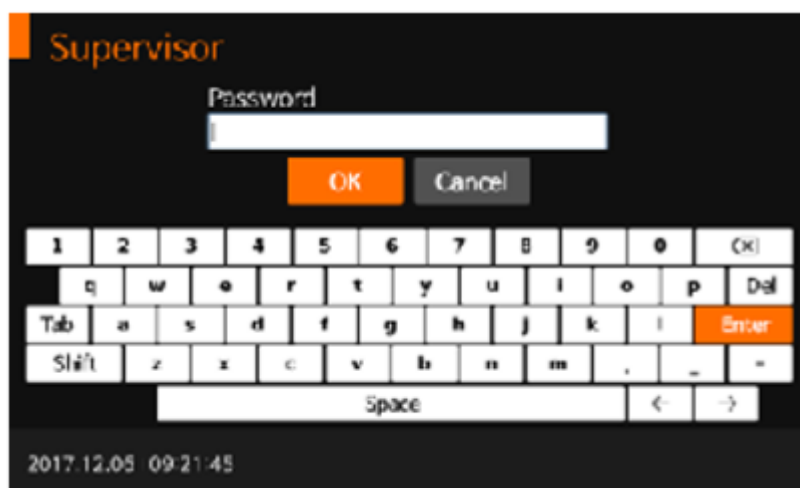 Supervisor
Password
OK Cancel
1 2 3 4 5 6 7 8 9 0
q w e r t y u i o p Del
Tab a s d f g h j k l Enter
Shift z x c v b n m , _ -
Space ← →
2017.12.05 09:21:45